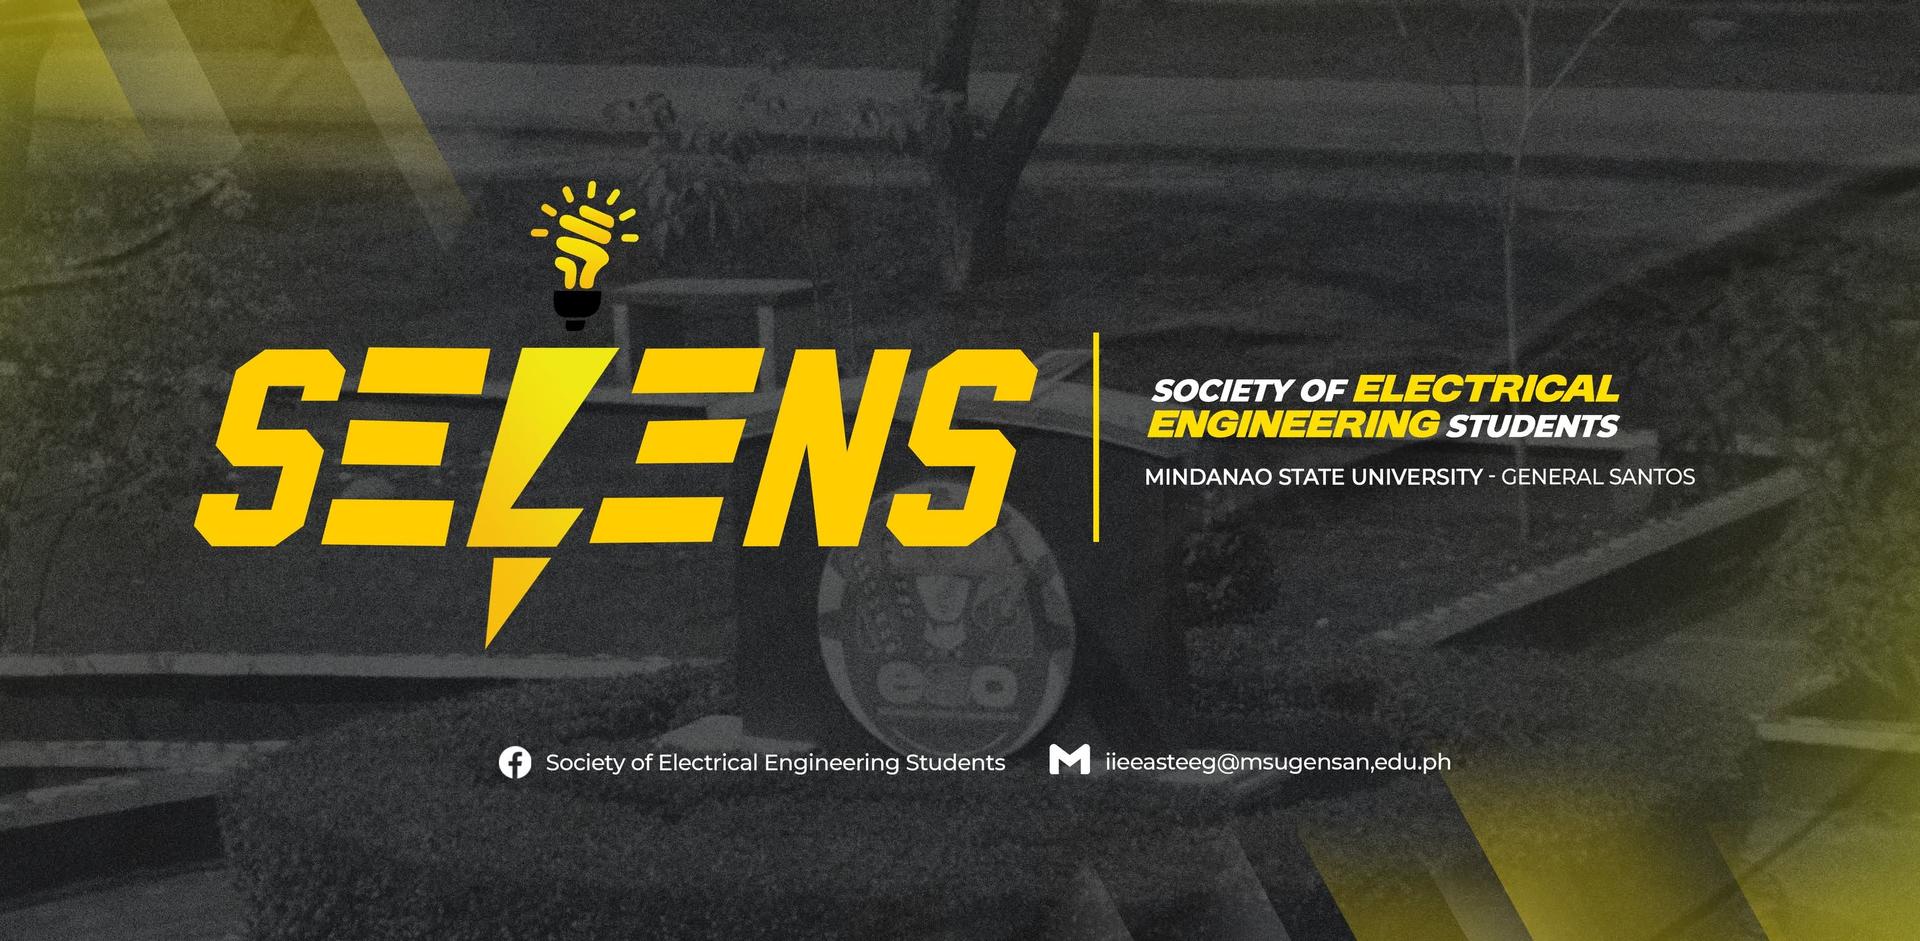 SELENS
SOCIETY OF ELECTRICAL
ENGINEERING STUDENTS
MINDANAO STATE UNIVERSITY - GENERAL SANTOS
Society of Electrical Engineering Students
iieeasteeg@msugensan,edu.ph